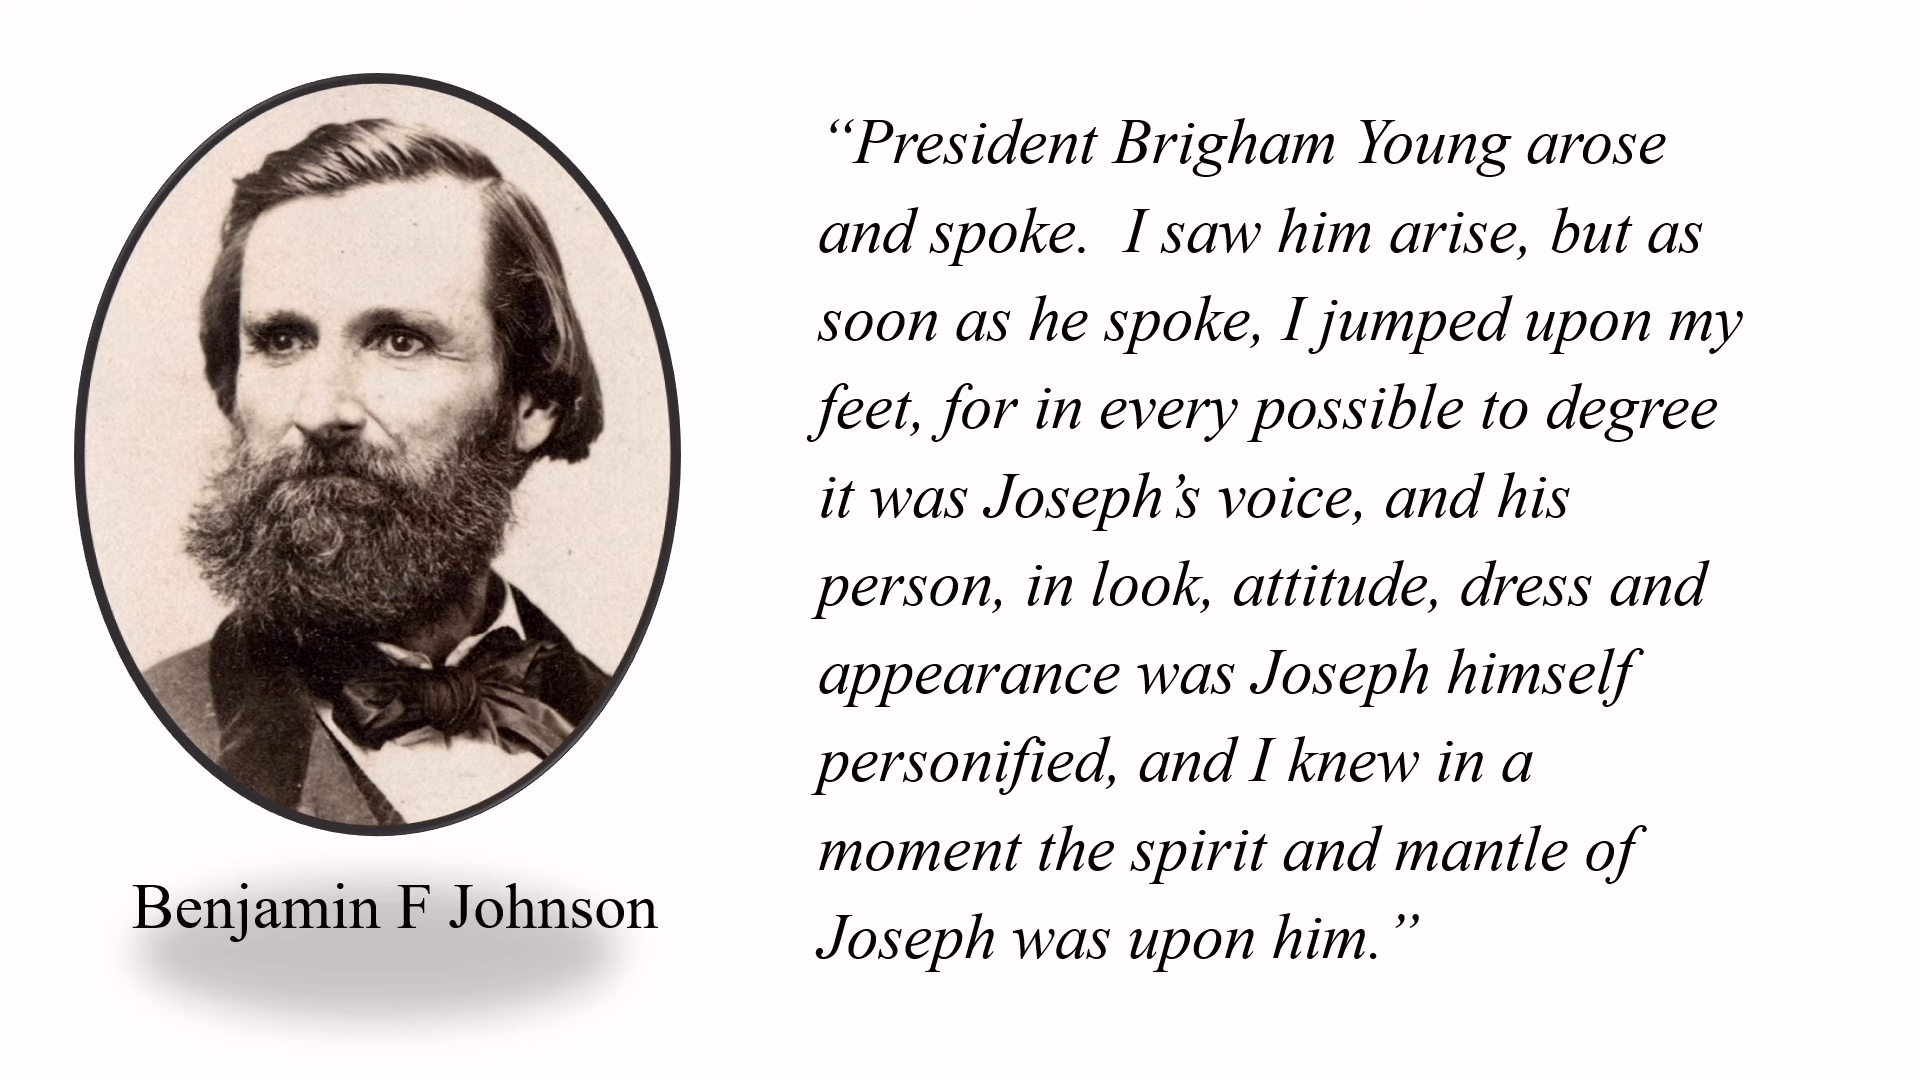 “President Brigham Young arose
and spoke.  I saw him arise, but as
soon as he spoke, I jumped upon my
feet, for in every possible to degree
it was Joseph’s voice, and his
person, in look, attitude, dress and
appearance was Joseph himself
personified, and I knew in a
moment the spirit and mantle of
Joseph was upon him.”
Benjamin F Johnson